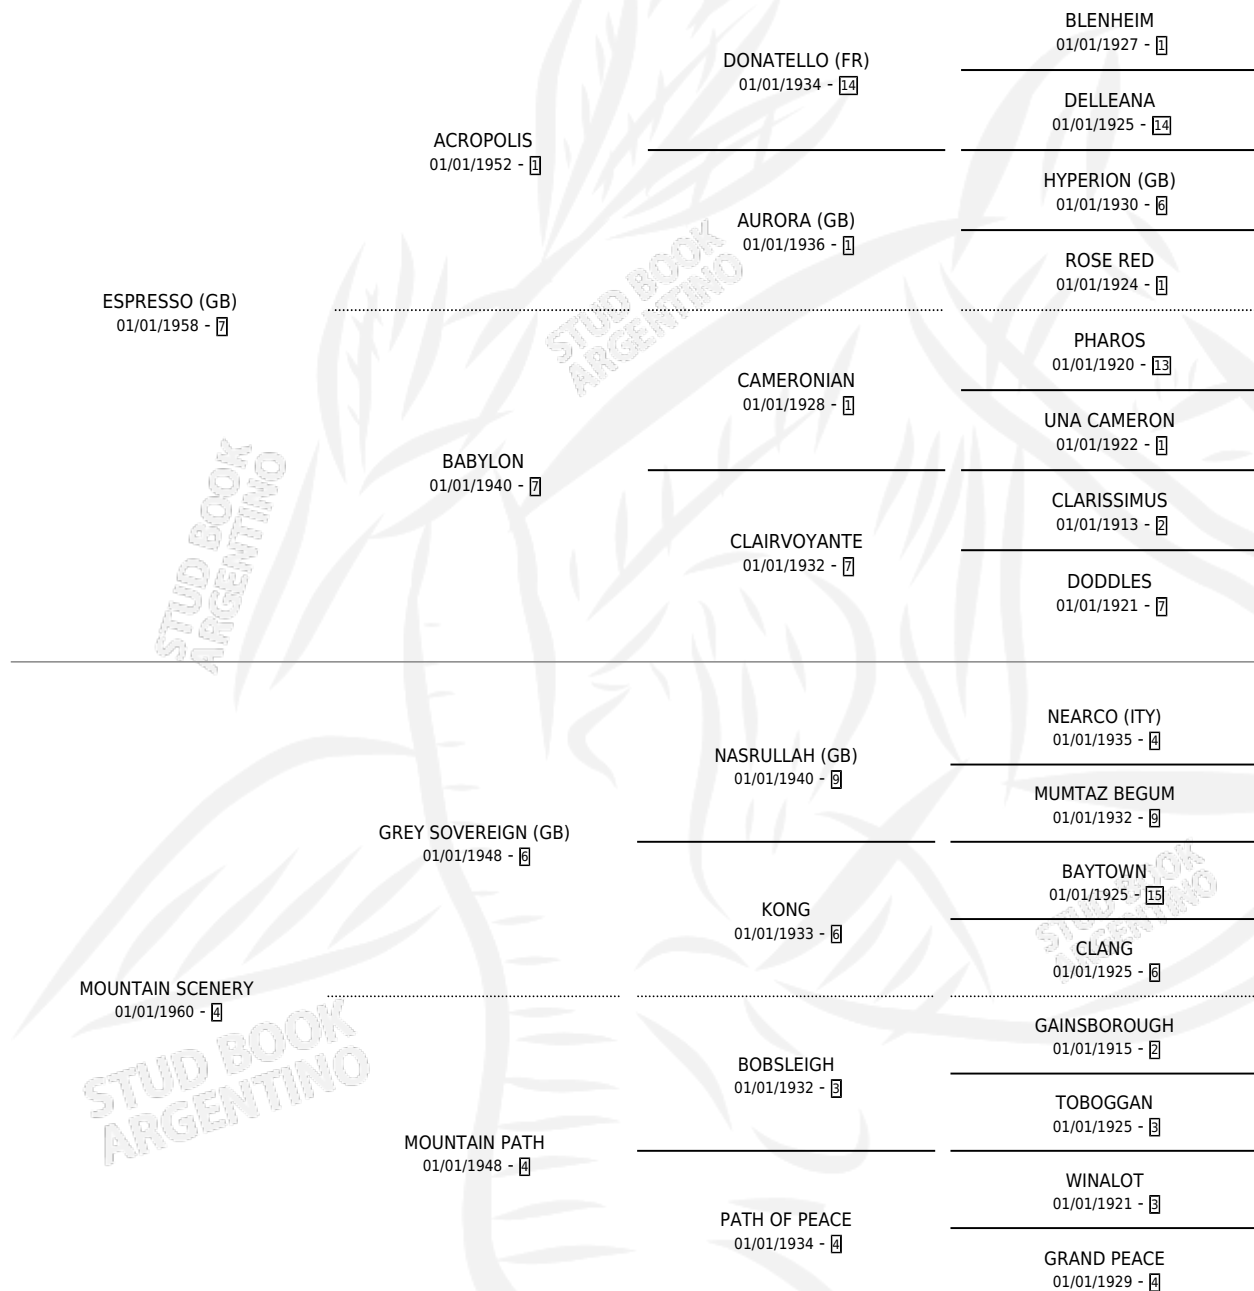 BLENHEIM
01/01/1927 - 1
DONATELLO (FR)
01/01/1934 - 14
DELLEANA
01/01/1925 - 14
ACROPOLIS
01/01/1952 - 1
HYPERION (GB)
01/01/1930 - 6
AURORA (GB)
01/01/1936 - 1
ROSE RED
01/01/1924 - 1
ESPRESSO (GB)
01/01/1958 - 7
PHAROS
01/01/1920 - 13
CAMERONIAN
01/01/1928 - 1
UNA CAMERON
01/01/1922 - 1
BABYLON
01/01/1940 - 7
CLARISSIMUS
01/01/1913 - 2
CLAIRVOYANTE
01/01/1932 - 7
DODDLES
01/01/1921 - 7
NEARCO (ITY)
01/01/1935 - 4
NASRULLAH (GB)
01/01/1940 - 9
MUMTAZ BEGUM
01/01/1932 - 9
GREY SOVEREIGN (GB)
01/01/1948 - 6
BAYTOWN
01/01/1925 - 15
KONG
01/01/1933 - 6
CLANG
01/01/1925 - 6
MOUNTAIN SCENERY
01/01/1960 - 4
GAINSBOROUGH
01/01/1915 - 2
BOBSLEIGH
01/01/1932 - 3
TOBOGGAN
01/01/1925 - 3
MOUNTAIN PATH
01/01/1948 - 4
WINALOT
01/01/1921 - 3
PATH OF PEACE
01/01/1934 - 4
GRAND PEACE
01/01/1929 - 4
STUD BOOK
ARGENTINO
STUD BOOK
ARGENTINO
STUD BOOK
ARGENTINO
STUD BOOK
ARGENTINO